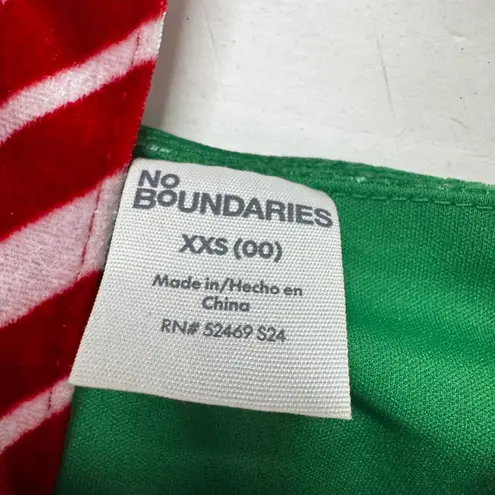 No
BOUNDARIES
XXS (00)
Made in/Hecho en
China
RN# 52469 S24